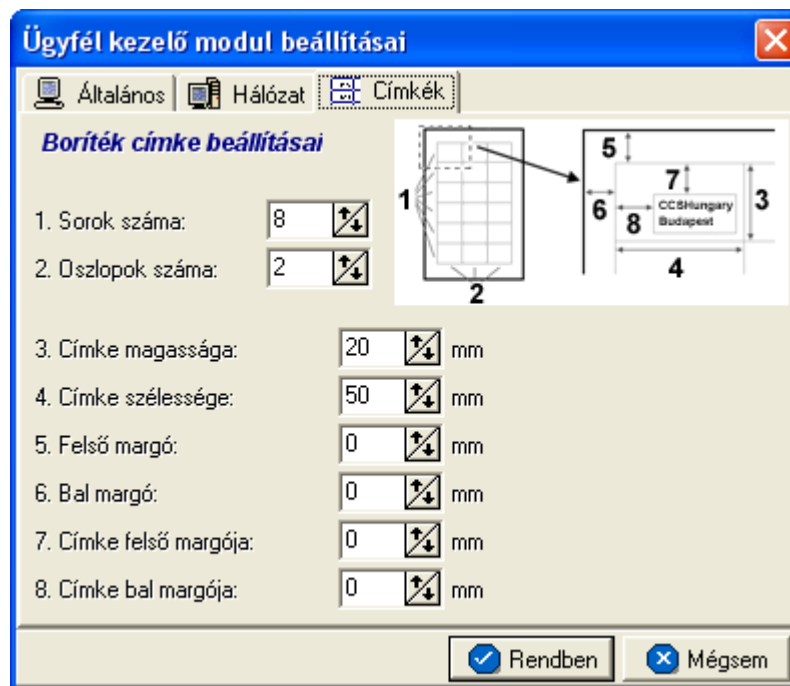 Ügyfél kezelő modul beállításai
Általános Hálózat Címkék
Boríték címke beállításai
1
2
5
7
6
8
CCSHungary
Budapest
3
4
1. Sorok száma: 8
2. Oszlopok száma: 2
3. Címke magassága: 20 mm
4. Címke szélessége: 50 mm
5. Felső margó: 0 mm
6. Bal margó: 0 mm
7. Címke felső margója: 0 mm
8. Címke bal margója: 0 mm
Rendben Mégsem